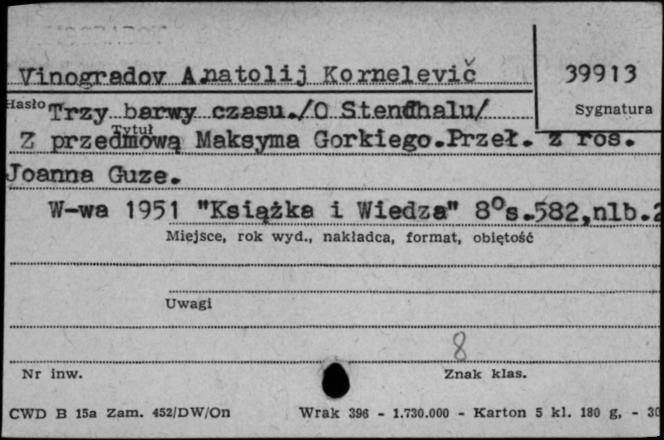 Vinogradov Anatolij Kornelevič
39913
Hasło Trzy barwy czasu./O Stendhalu/
Sygnatura
Tytuł
Z przedmową Maksyma Gorkiego.Przeł. z ros.
Joanna Guze.
W-wa 1951 "Książka i Wiedza" 8°s.582,nlb.2
Miejsce, rok wyd., nakładca, format, objętość
Uwagi
8
Nr inw.
Znak klas.
CWD B 15a Zam. 452/DW/On Wrak 396 - 1.730.000 - Karton 5 kl. 180 g, - 30